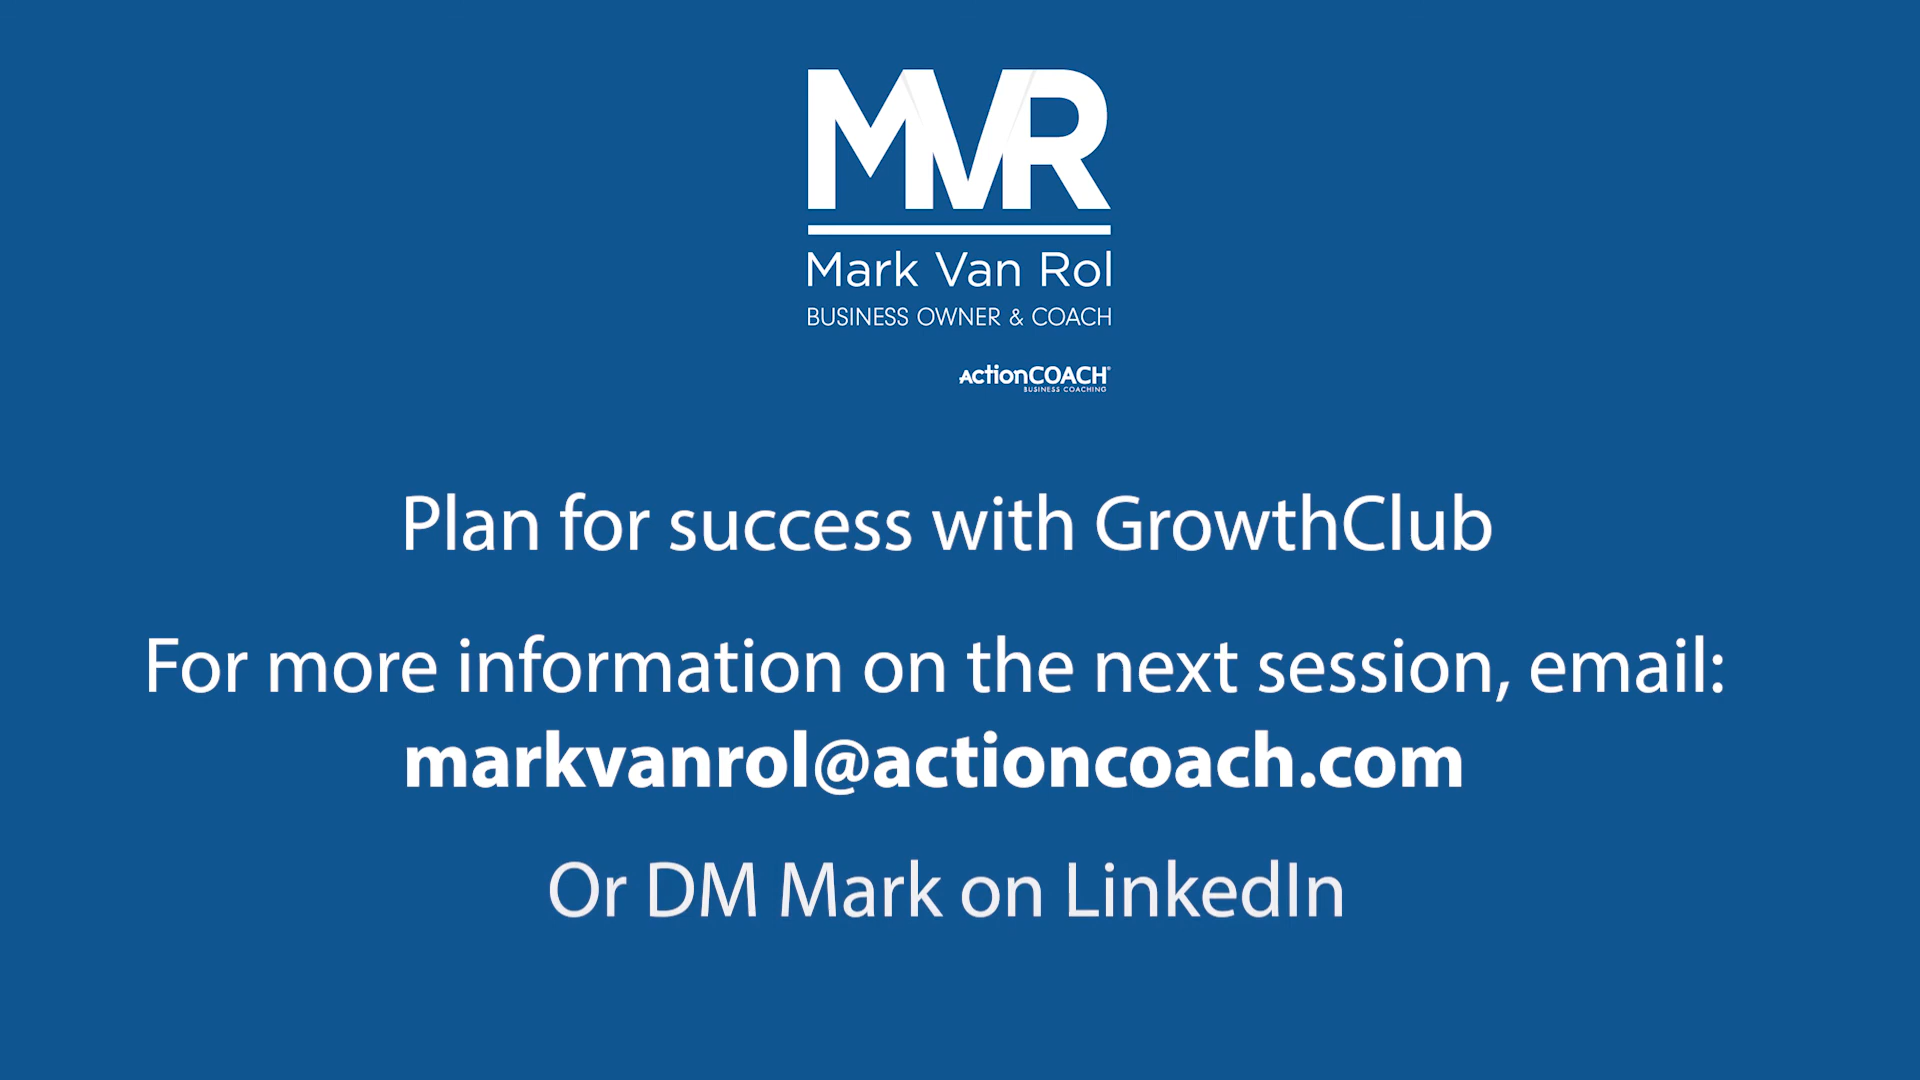 MVR
Mark Van Rol
BUSINESS OWNER & COACH
ActionCOACH®
BUSINESS COACHING
Plan for success with GrowthClub
For more information on the next session, email:
markvanrol@actioncoach.com
Or DM Mark on LinkedIn